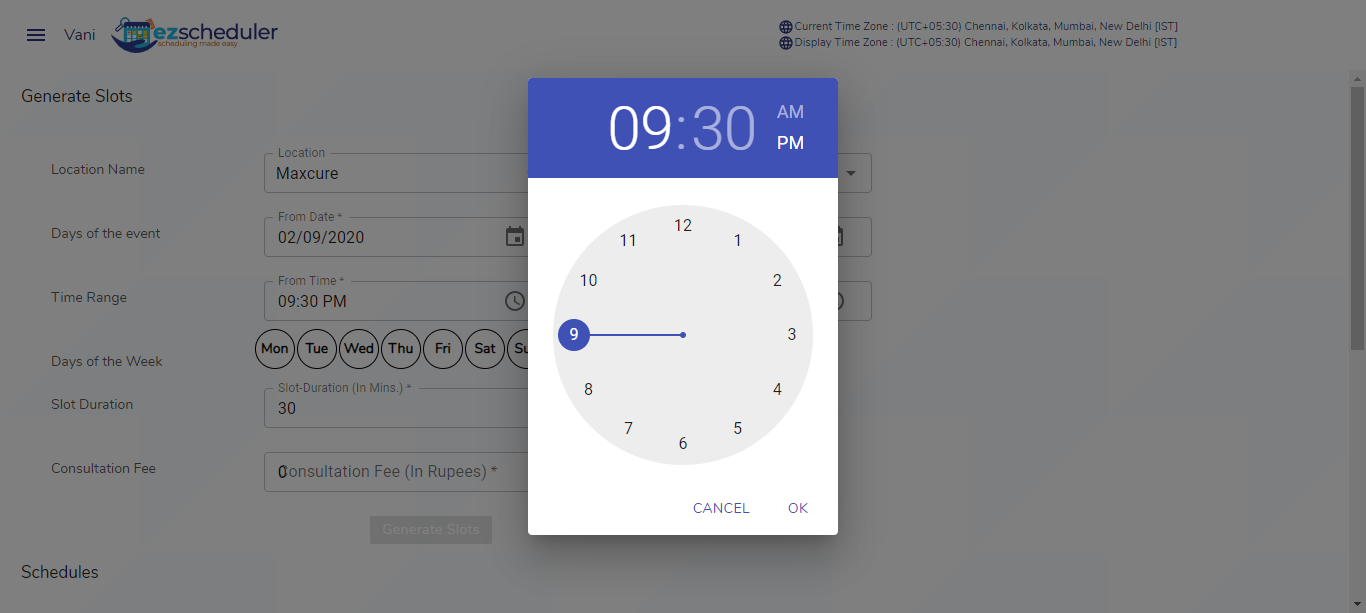 Vani
ezscheduler
scheduling made easy
Current Time Zone : (UTC+05:30) Chennai, Kolkata, Mumbai, New Delhi [IST]
Display Time Zone : (UTC+05:30) Chennai, Kolkata, Mumbai, New Delhi [IST]
Generate Slots
09:30
AM
PM
Location Name
Location
Maxcure
Days of the event
From Date *
02/09/2020
Time Range
From Time *
09:30 PM
Days of the Week
Mon Tue Wed Thu Fri Sat Su
Slot Duration
Slot-Duration (In Mins.) *
30
Consultation Fee
0
Consultation Fee (In Rupees) *
Generate Slots
12
11 1
10 2
9 3
8 4
7 5
6
CANCEL OK
Schedules